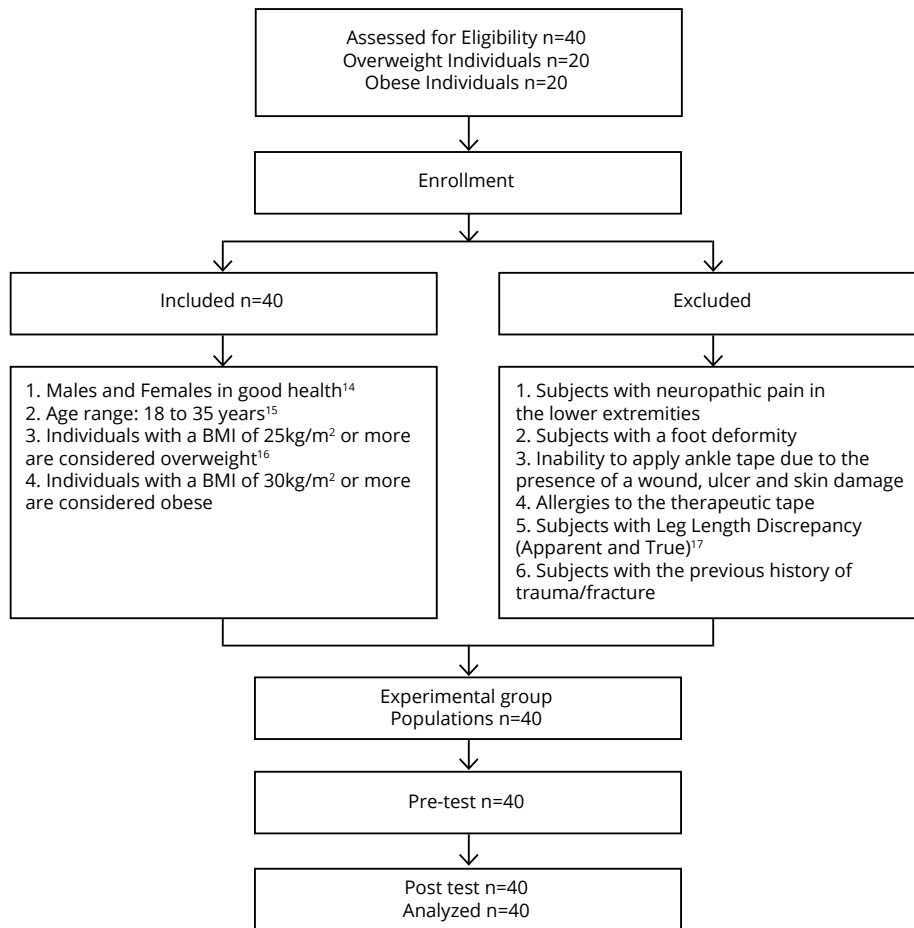 Assessed for Eligibility n=40
Overweight Individuals n=20
Obese Individuals n=20
Enrollment
Included n=40
Excluded
1. Males and Females in good health¹⁴
2. Age range: 18 to 35 years¹⁵
3. Individuals with a BMI of 25kg/m² or more
are considered overweight¹⁶
4. Individuals with a BMI of 30kg/m² or more
are considered obese
1. Subjects with neuropathic pain in
the lower extremities
2. Subjects with a foot deformity
3. Inability to apply ankle tape due to the
presence of a wound, ulcer and skin damage
4. Allergies to the therapeutic tape
5. Subjects with Leg Length Discrepancy
(Apparent and True)¹⁷
6. Subjects with the previous history of
trauma/fracture
Experimental group
Populations n=40
Pre-test n=40
Post test n=40
Analyzed n=40